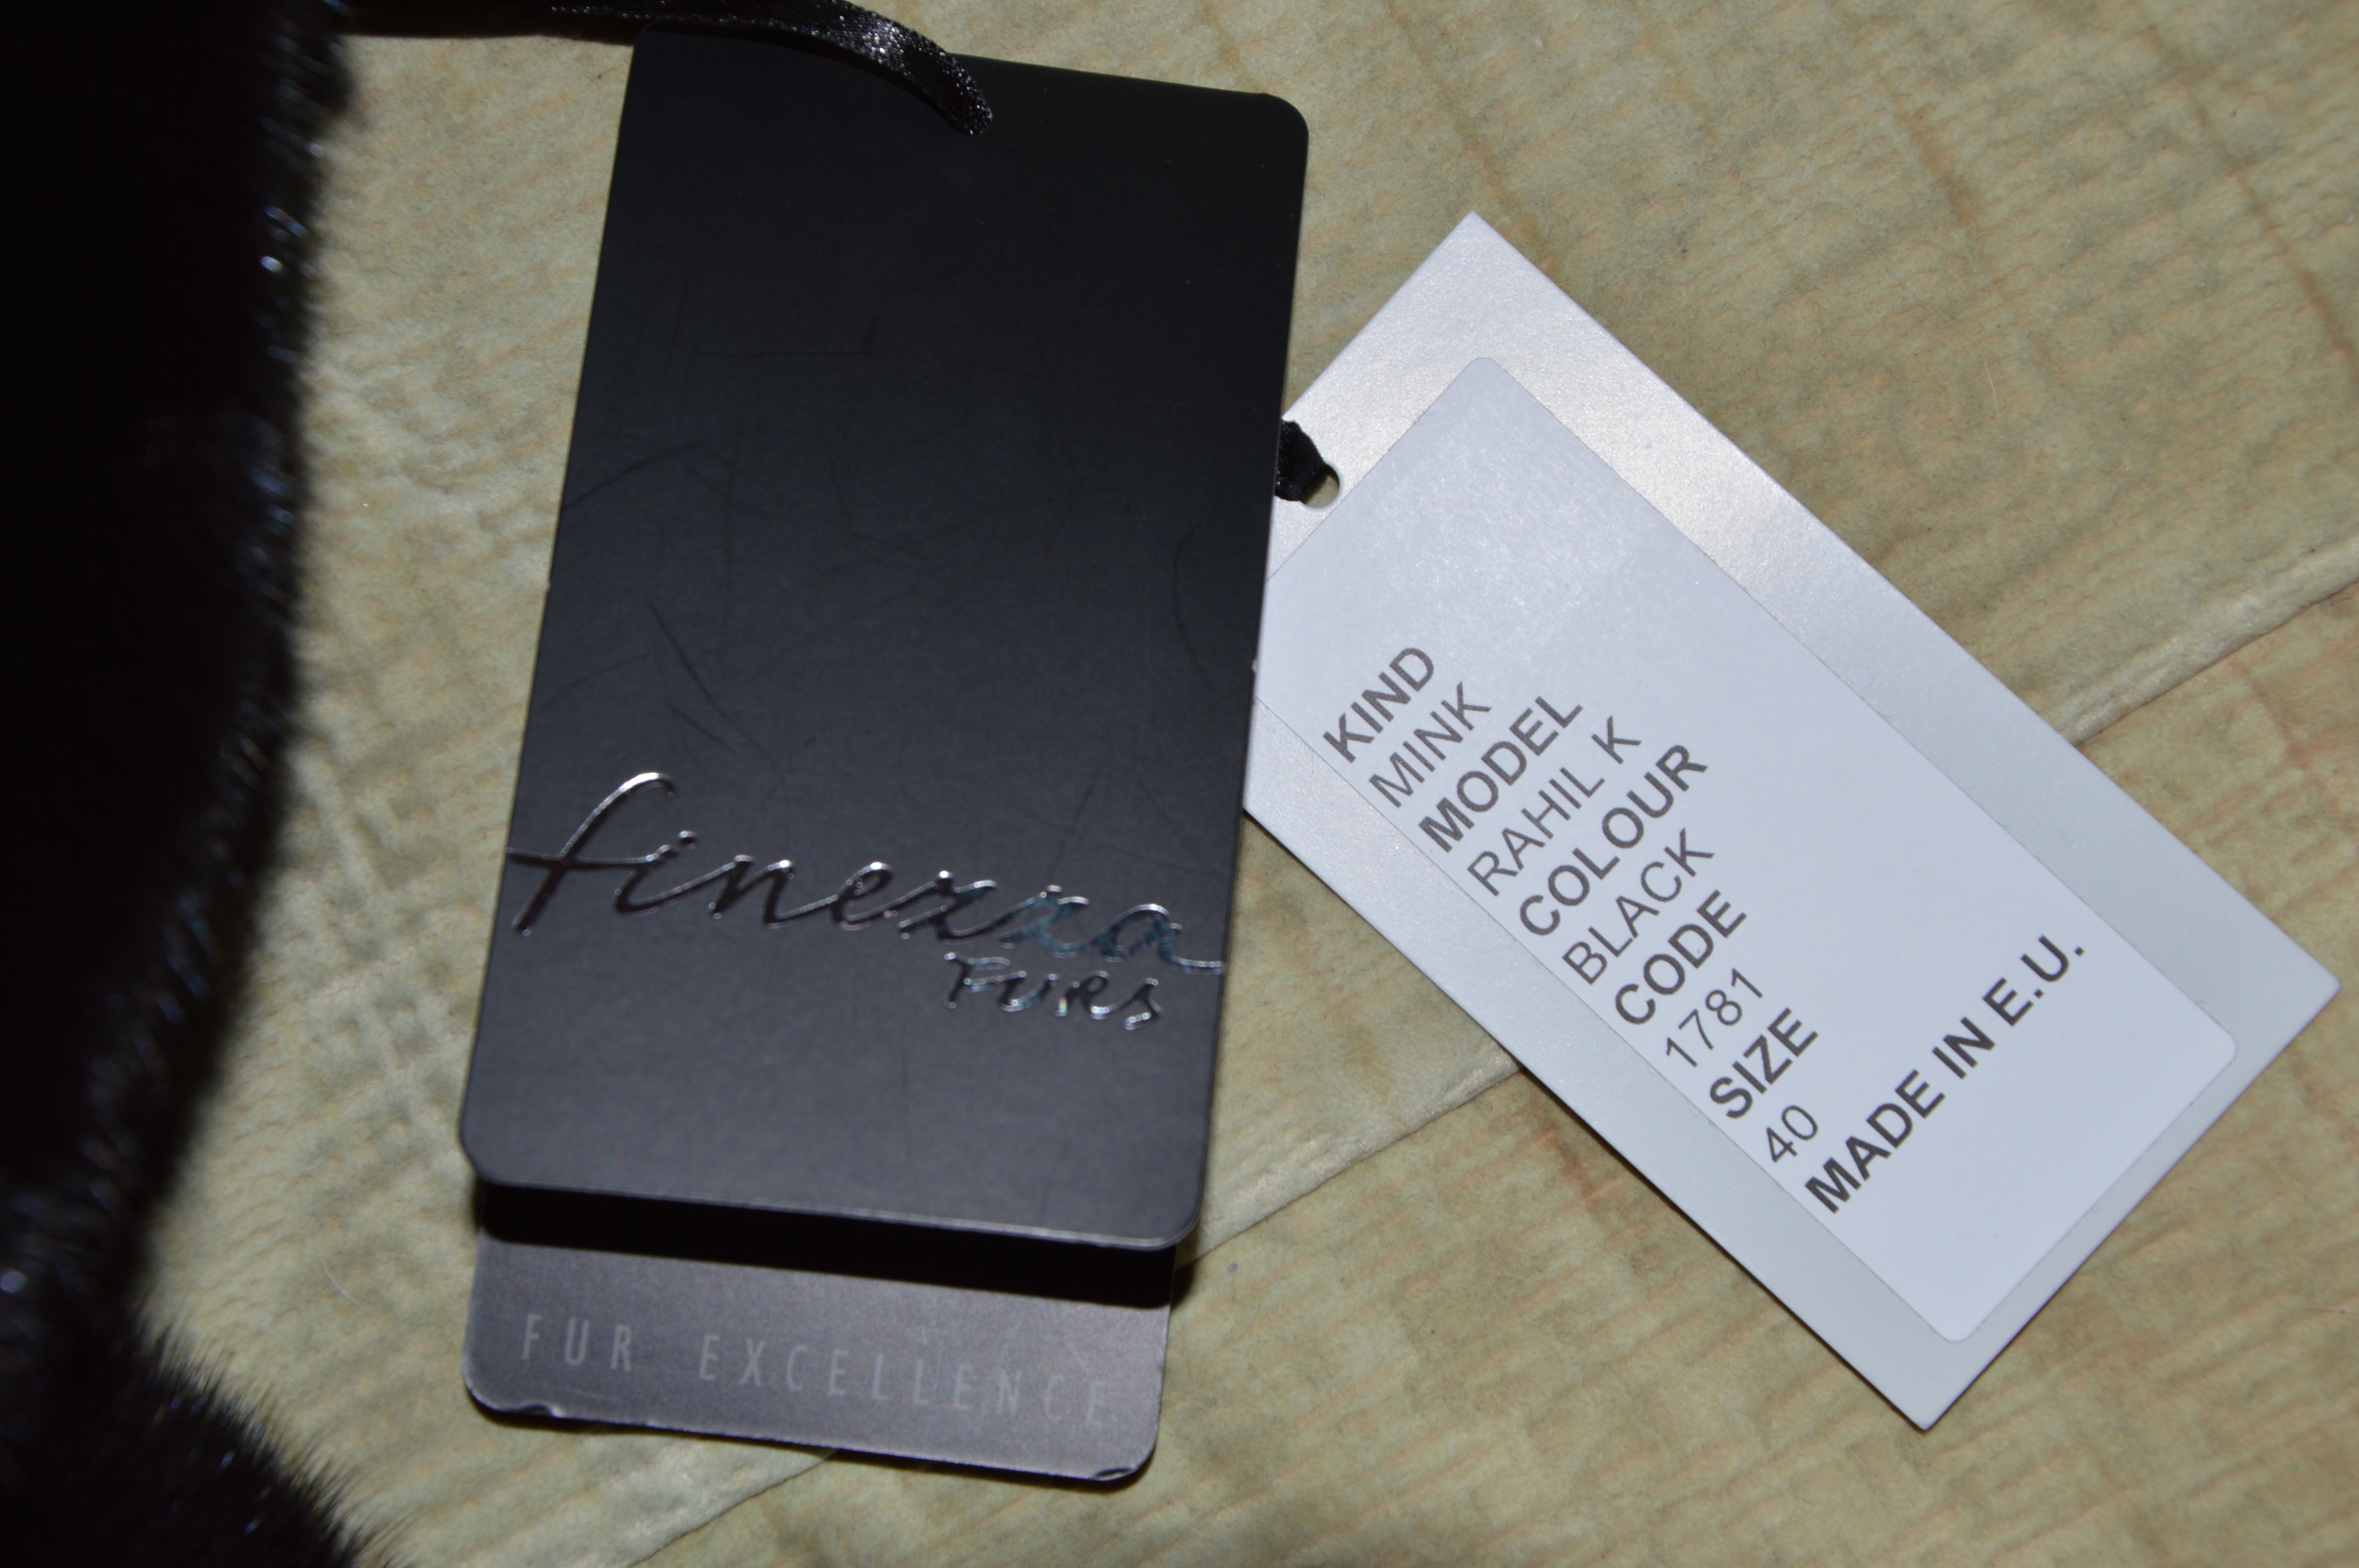 finezza
FURS
FUR EXCELLENCE
KIND
MINK
MODEL
RAHIL K
COLOUR
BLACK
CODE
1781
SIZE
40
MADE IN E.U.